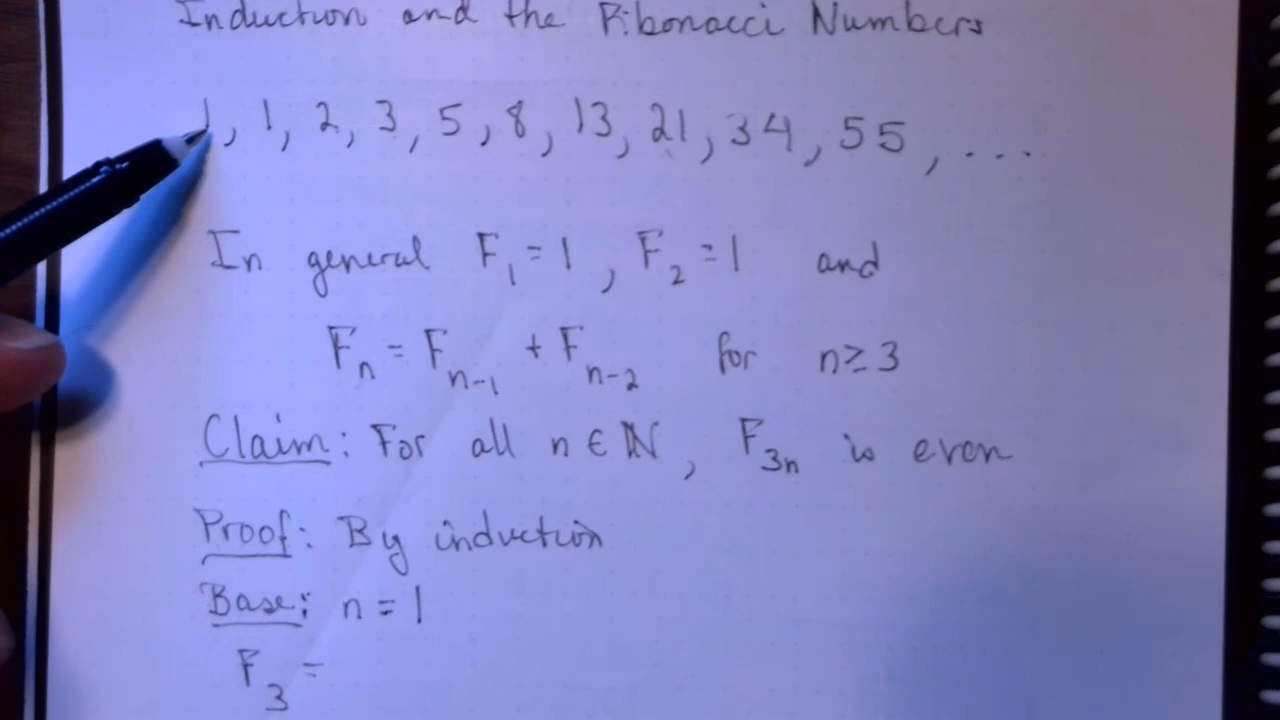 Induction and the Fibonacci Numbers
1, 1, 2, 3, 5, 8, 13, 21, 34, 55, ...
In general F₁ = 1, F₂ = 1 and
Fₙ = Fₙ₋₁ + Fₙ₋₂ for n ≥ 3
Claim: For all n ∈ ℕ, F₃ₙ is even
Proof: By induction
Base: n = 1
F₃ =